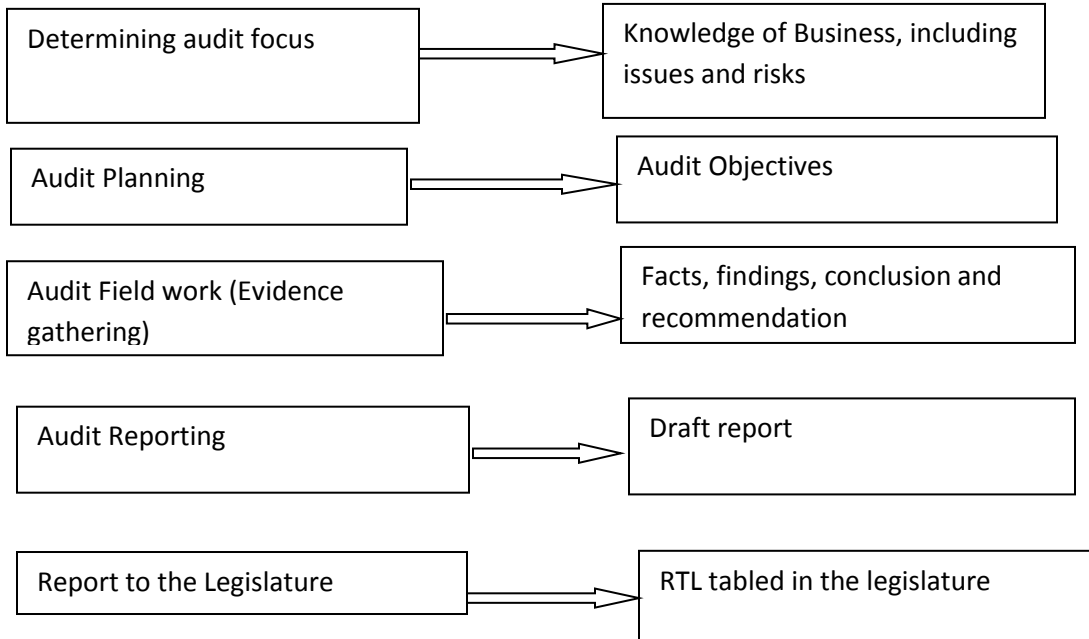 Determining audit focus
Knowledge of Business, including
issues and risks
Audit Planning
Audit Objectives
Audit Field work (Evidence
gathering)
Facts, findings, conclusion and
recommendation
Audit Reporting
Draft report
Report to the Legislature
RTL tabled in the legislature